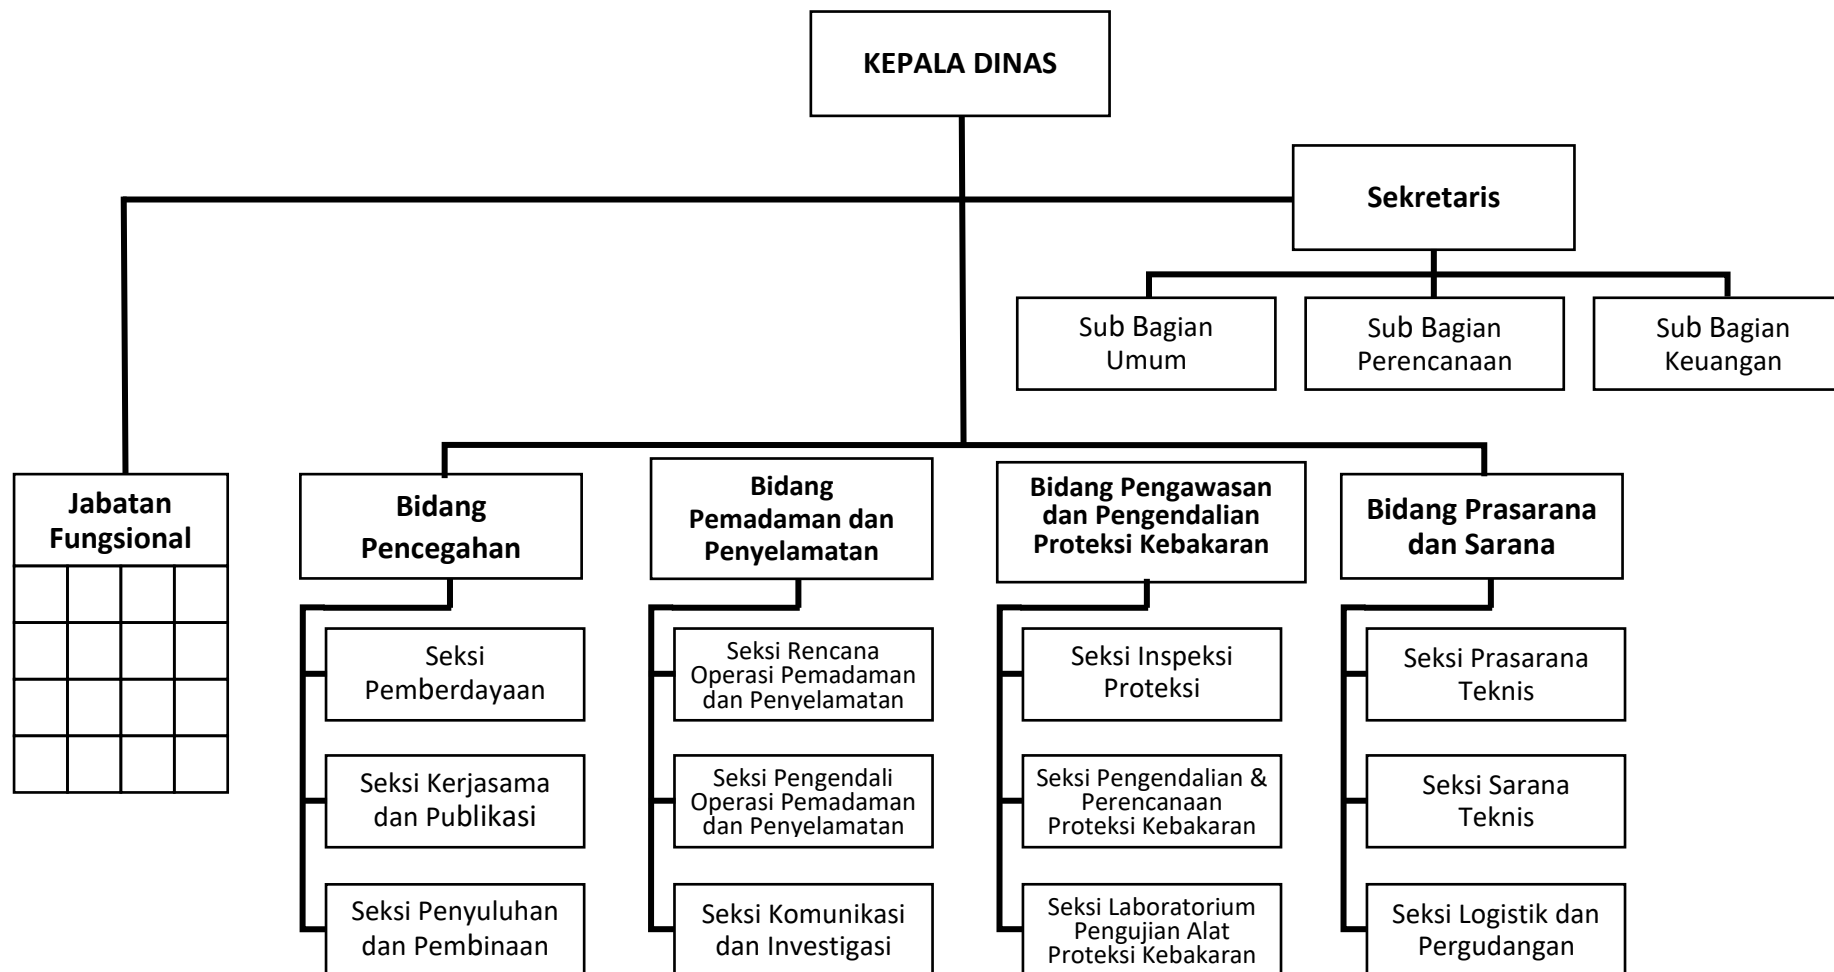 KEPALA DINAS
Sekretaris
Sub Bagian
Umum
Sub Bagian
Perencanaan
Sub Bagian
Keuangan
Jabatan
Fungsional
Bidang
Pencegahan
Bidang
Pemadaman dan
Penyelamatan
Bidang Pengawasan
dan Pengendalian
Proteksi Kebakaran
Bidang Prasarana
dan Sarana
Seksi
Pemberdayaan
Seksi Rencana
Operasi Pemadaman
dan Penyelamatan
Seksi Inspeksi
Proteksi
Seksi Prasarana
Teknis
Seksi Kerjasama
dan Publikasi
Seksi Pengendali
Operasi Pemadaman
dan Penyelamatan
Seksi Pengendalian &
Perencanaan
Proteksi Kebakaran
Seksi Sarana
Teknis
Seksi Penyuluhan
dan Pembinaan
Seksi Komunikasi
dan Investigasi
Seksi Laboratorium
Pengujian Alat
Proteksi Kebakaran
Seksi Logistik dan
Pergudangan